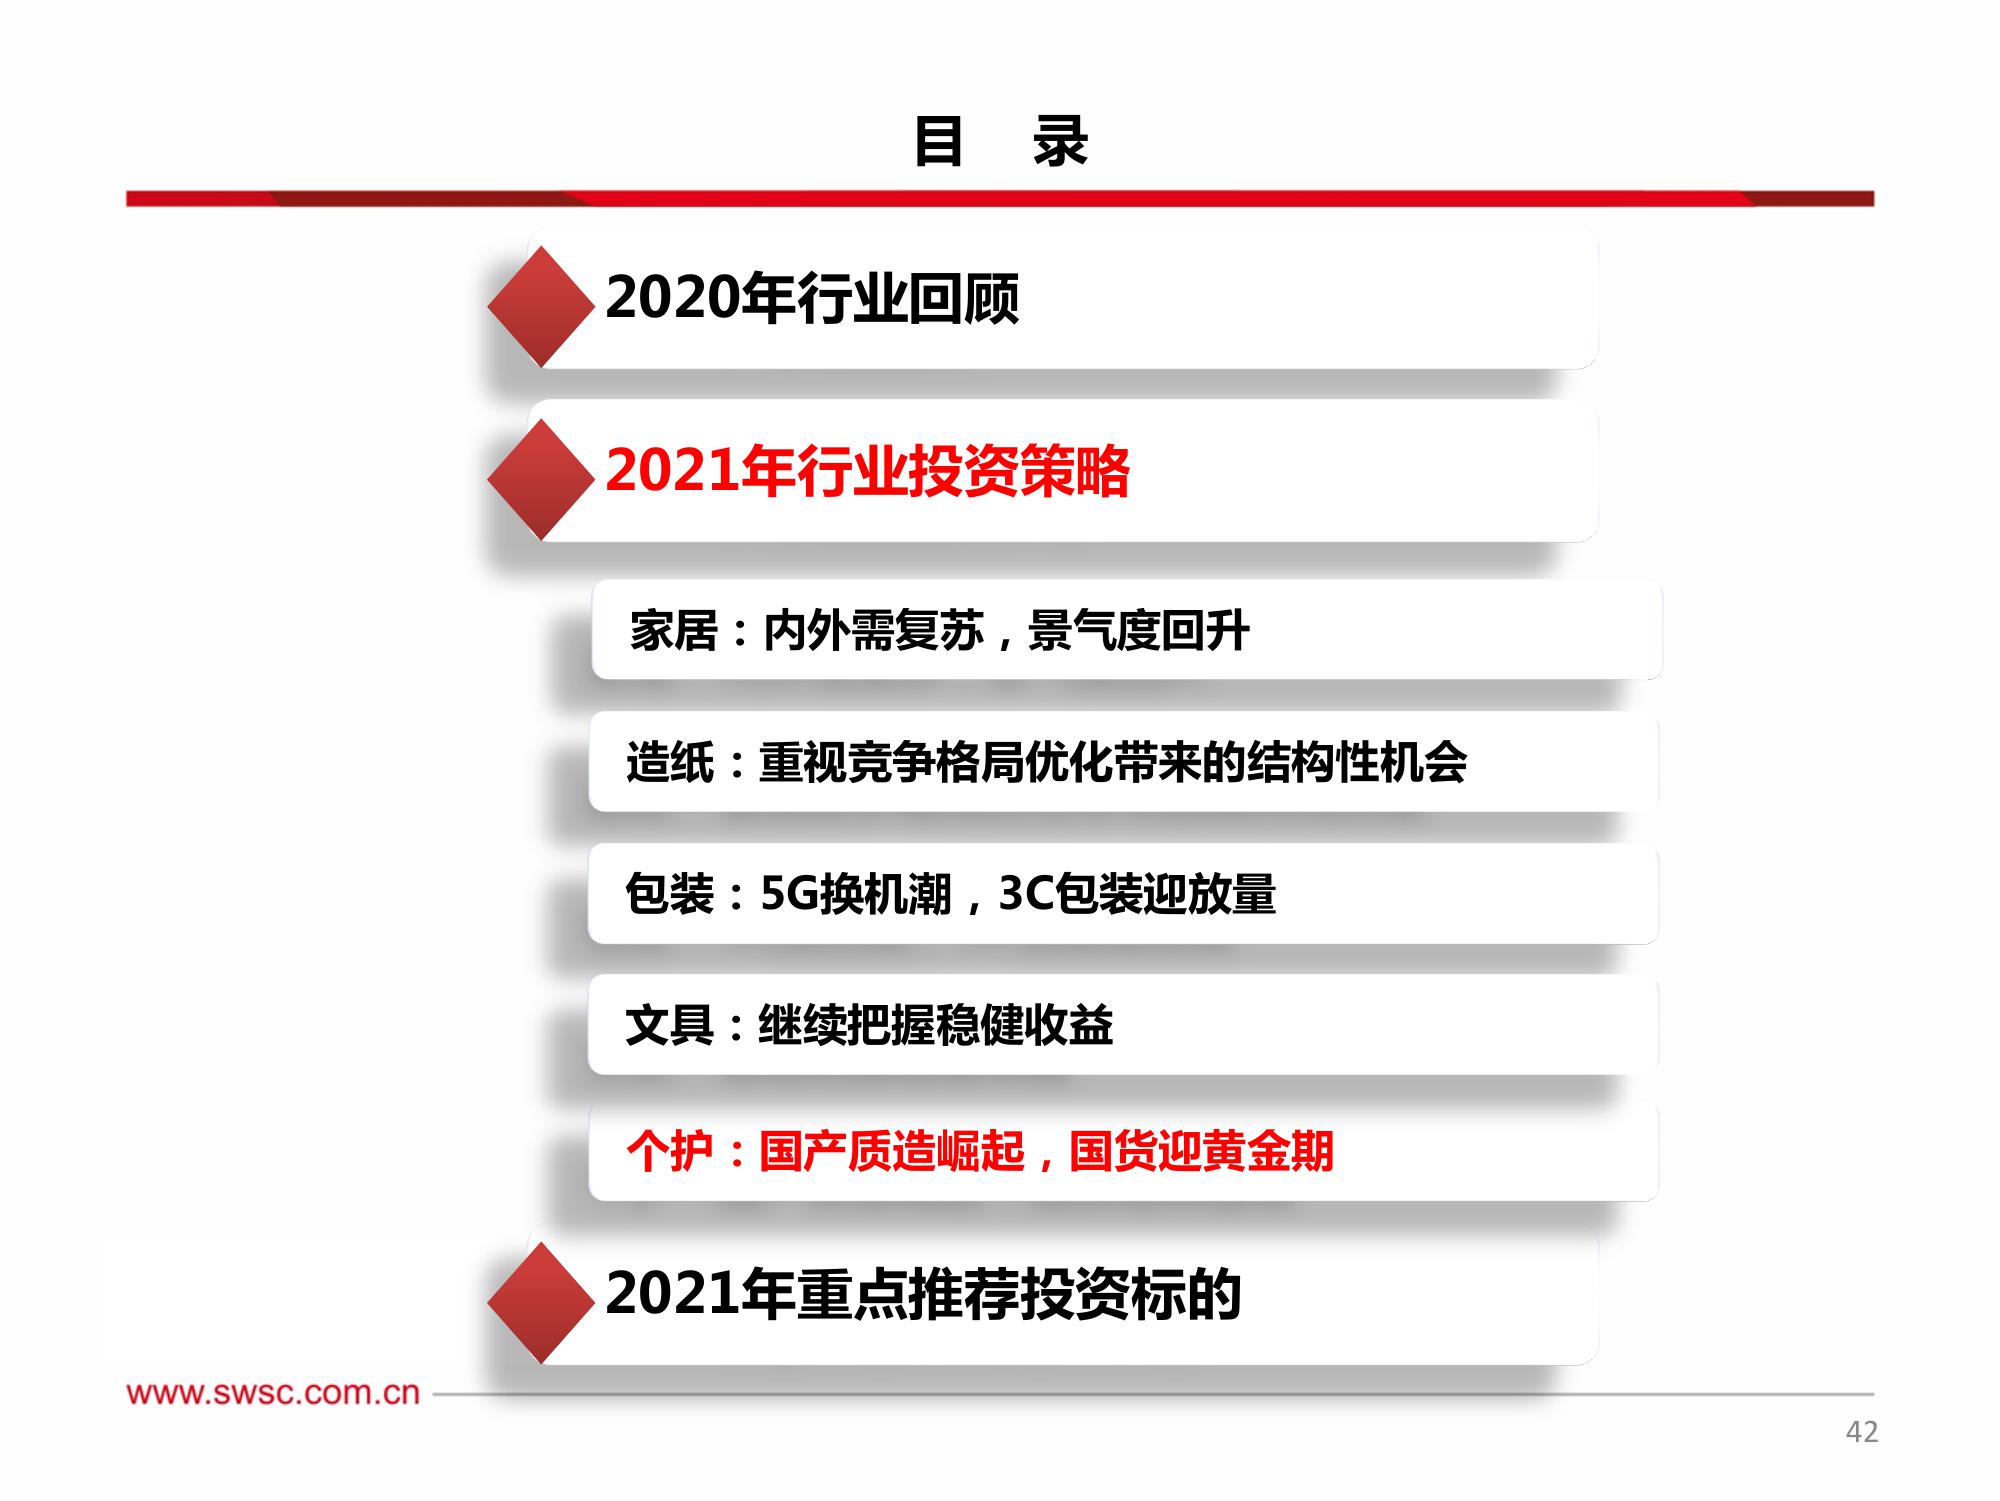 目 录
2020年行业回顾
2021年行业投资策略
家居：内外需复苏，景气度回升
造纸：重视竞争格局优化带来的结构性机会
包装：5G换机潮，3C包装迎放量
文具：继续把握稳健收益
个护：国产质造崛起，国货迎黄金期
2021年重点推荐投资标的
www.swsc.com.cn
42